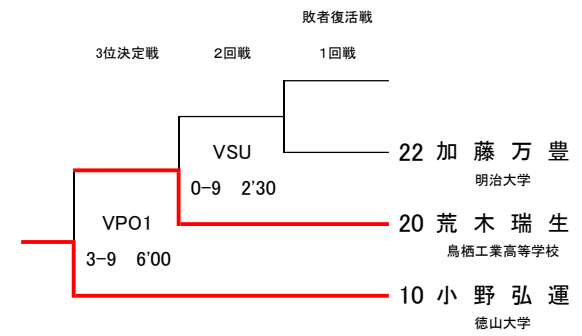 敗者復活戦
3位決定戦 2回戦 1回戦
22 加藤万豊
明治大学
VSU
0-9 2'30
20 荒木瑞生
鳥栖工業高等学校
VPO1
3-9 6'00
10 小野弘運
徳山大学